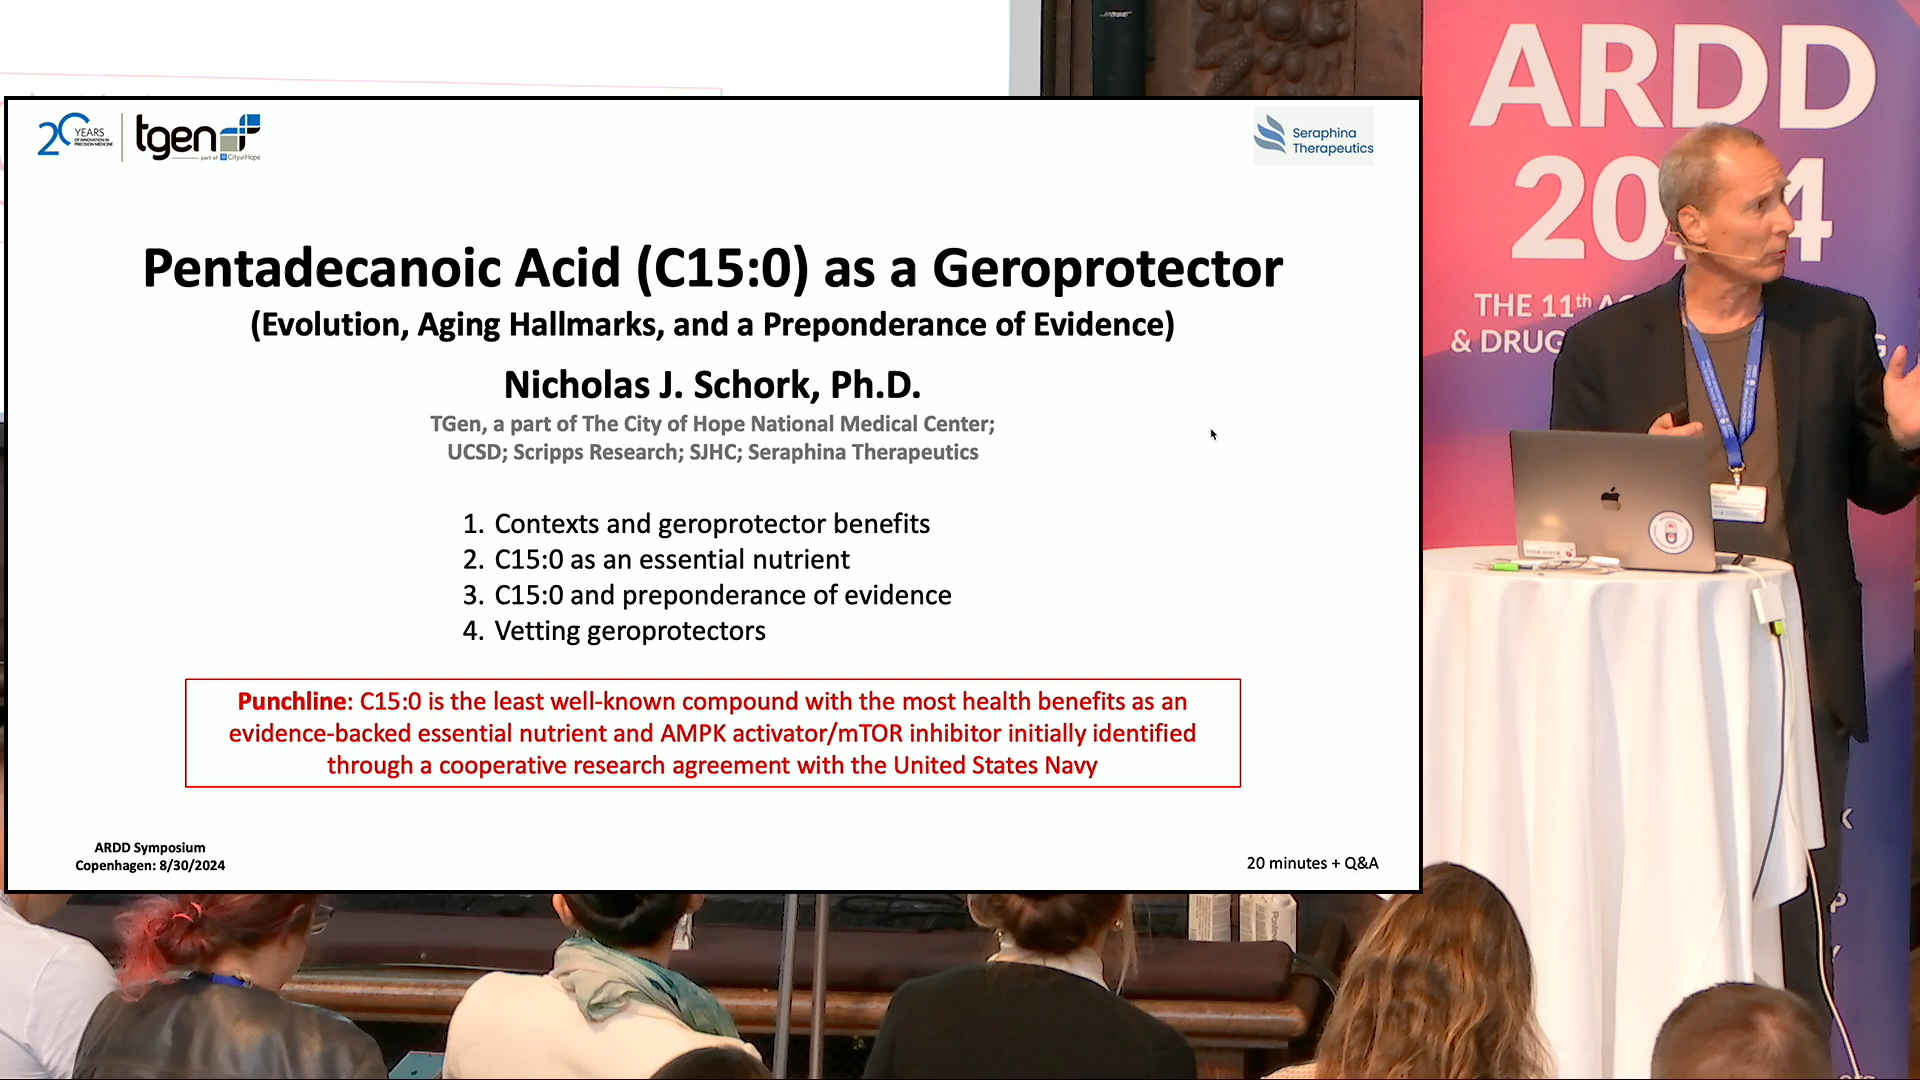 20 YEARS
OF INNOVATION IN
PRECISION MEDICINE
tgen
part of City of Hope
Seraphina
Therapeutics
Pentadecanoic Acid (C15:0) as a Geroprotector
(Evolution, Aging Hallmarks, and a Preponderance of Evidence)
Nicholas J. Schork, Ph.D.
TGen, a part of The City of Hope National Medical Center;
UCSD; Scripps Research; SJHC; Seraphina Therapeutics
1. Contexts and geroprotector benefits
2. C15:0 as an essential nutrient
3. C15:0 and preponderance of evidence
4. Vetting geroprotectors
Punchline: C15:0 is the least well-known compound with the most health benefits as an
evidence-backed essential nutrient and AMPK activator/mTOR inhibitor initially identified
through a cooperative research agreement with the United States Navy
ARDD Symposium
Copenhagen: 8/30/2024
20 minutes + Q&A
ARDD
2024
THE 11th
& DRUG